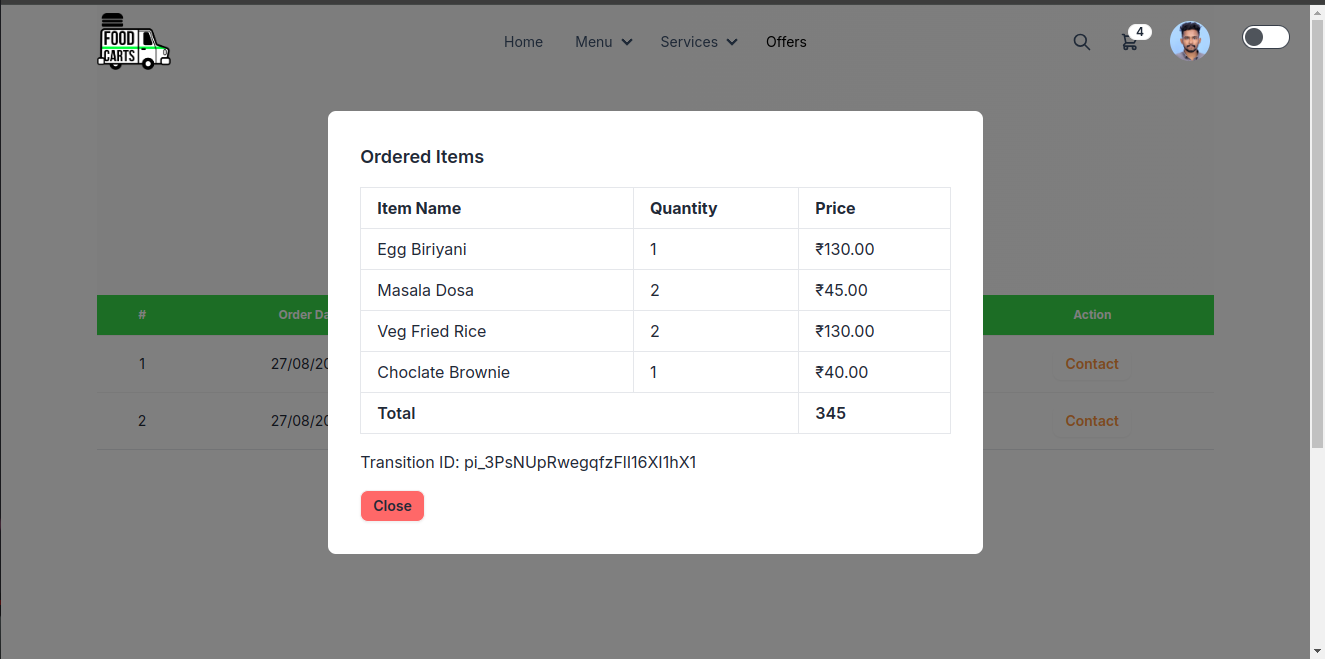 FOOD
CARTS
Home Menu Services Offers
4
Ordered Items
Item Name Quantity Price
Egg Biriyani 1 ₹130.00
Masala Dosa 2 ₹45.00
Veg Fried Rice 2 ₹130.00
Choclate Brownie 1 ₹40.00
Total 345
Transition ID:
Close
# Order Da Action
1 27/08/20 Contact
2 27/08/20 Contact